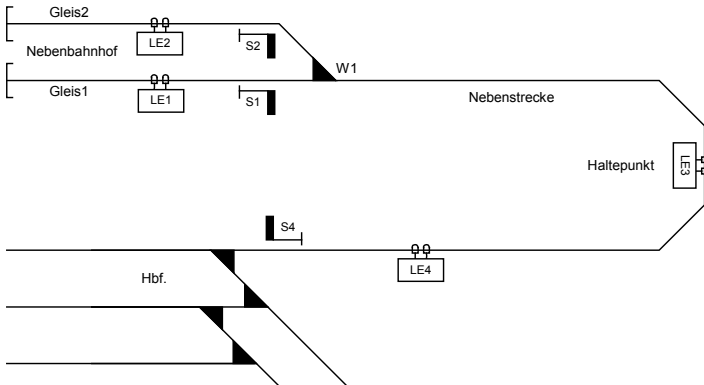 Gleis2
LE2
S2
Nebenbahnhof
W1
Gleis1
LE1
S1
Nebenstrecke
Haltepunkt
LE3
S4
LE4
Hbf.